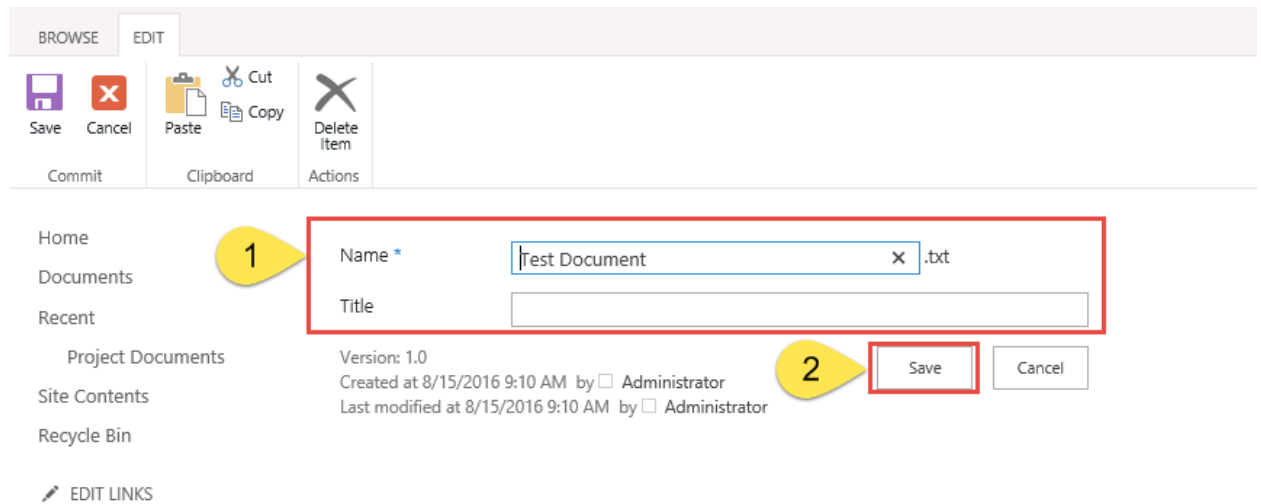 BROWSE EDIT
Save
Cancel
Paste
Cut
Copy
Delete
Item
Commit
Clipboard
Actions
Home
Documents
Recent
Project Documents
Site Contents
Recycle Bin
EDIT LINKS
1
Name * Test Document .txt
Title
Version: 1.0
Created at 8/15/2016 9:10 AM by Administrator
Last modified at 8/15/2016 9:10 AM by Administrator
2
Save Cancel